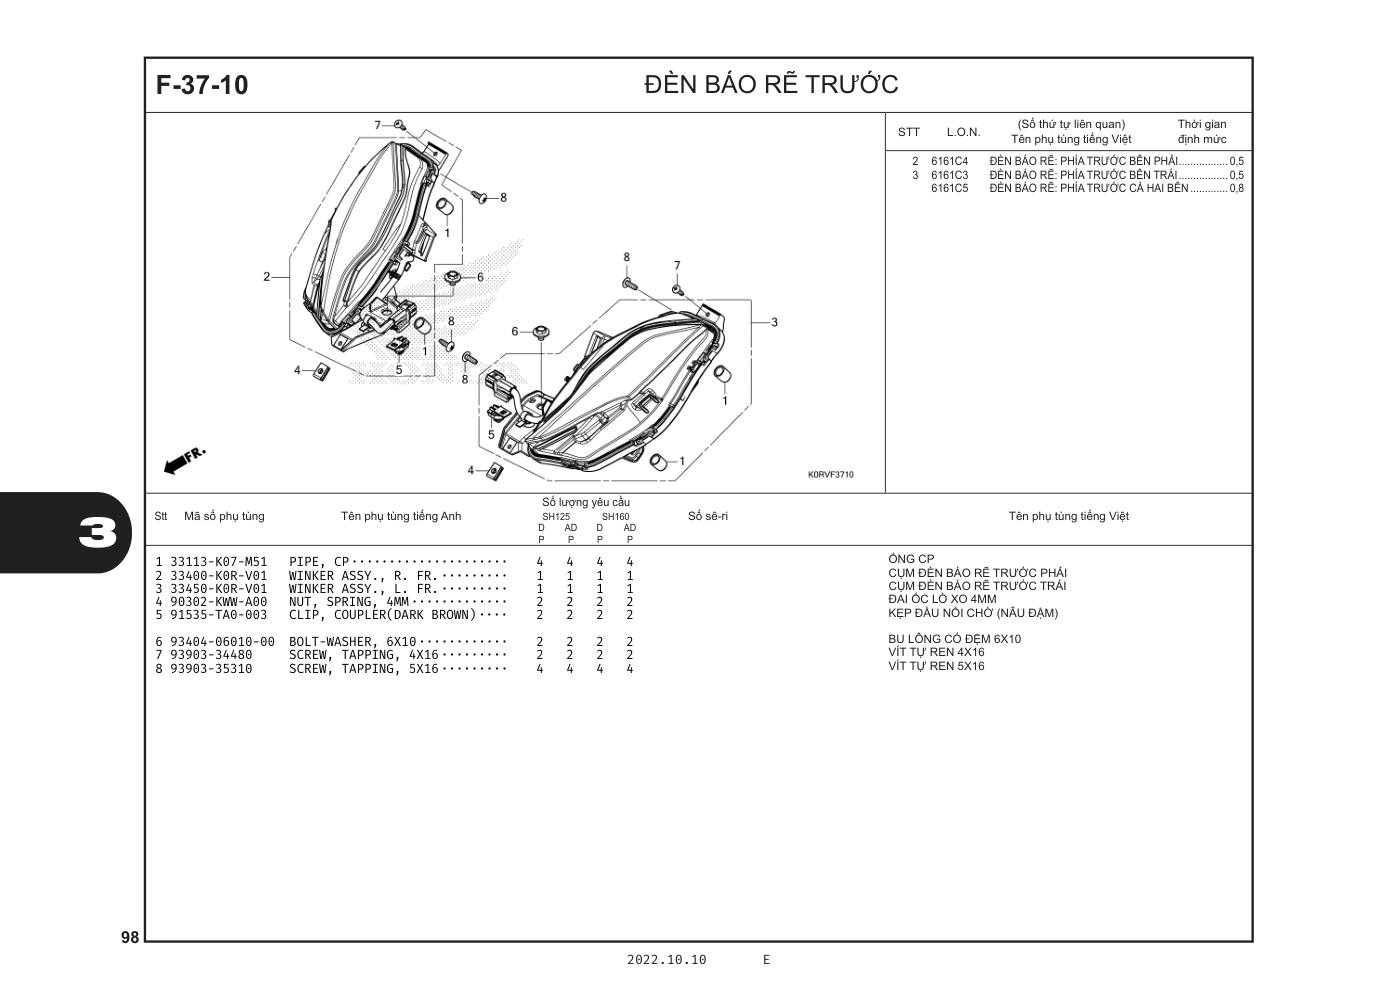 F-37-10
ĐÈN BÁO RẼ TRƯỚC
STT L.O.N. (Số thứ tự liên quan) Tên phụ tùng tiếng Việt Thời gian định mức
2 6161C4 ĐÈN BÁO RẼ: PHÍA TRƯỚC BÊN PHẢI................. 0,5
3 6161C3 ĐÈN BÁO RẼ: PHÍA TRƯỚC BÊN TRÁI................. 0,5
6161C5 ĐÈN BÁO RẼ: PHÍA TRƯỚC CẢ HAI BÊN ............. 0,8
7
8
1
2
6
8
7
3
6
8
1
4
5
8
1
5
4
1
HONDA
FR.
K0RVF3710
3
Stt Mã số phụ tùng Tên phụ tùng tiếng Anh Số lượng yêu cầu Số sê-ri Tên phụ tùng tiếng Việt
SH125 SH160
D AD D AD
P P P P
1 33113-K07-M51 PIPE, CP····················· 4 4 4 4 ỐNG CP
2 33400-K0R-V01 WINKER ASSY., R. FR.········· 1 1 1 1 CỤM ĐÈN BÁO RẼ TRƯỚC PHẢI
3 33450-K0R-V01 WINKER ASSY., L. FR.········· 1 1 1 1 CỤM ĐÈN BÁO RẼ TRƯỚC TRÁI
4 90302-KWW-A00 NUT, SPRING, 4MM············· 2 2 2 2 ĐAI ỐC LÒ XO 4MM
5 91535-TA0-003 CLIP, COUPLER(DARK BROWN)···· 2 2 2 2 KẸP ĐẦU NỐI CHỜ (NÂU ĐẬM)
6 93404-06010-00 BOLT-WASHER, 6X10············ 2 2 2 2 BU LÔNG CÓ ĐỆM 6X10
7 93903-34480 SCREW, TAPPING, 4X16········· 2 2 2 2 VÍT TỰ REN 4X16
8 93903-35310 SCREW, TAPPING, 5X16········· 4 4 4 4 VÍT TỰ REN 5X16
98
2022.10.10 E